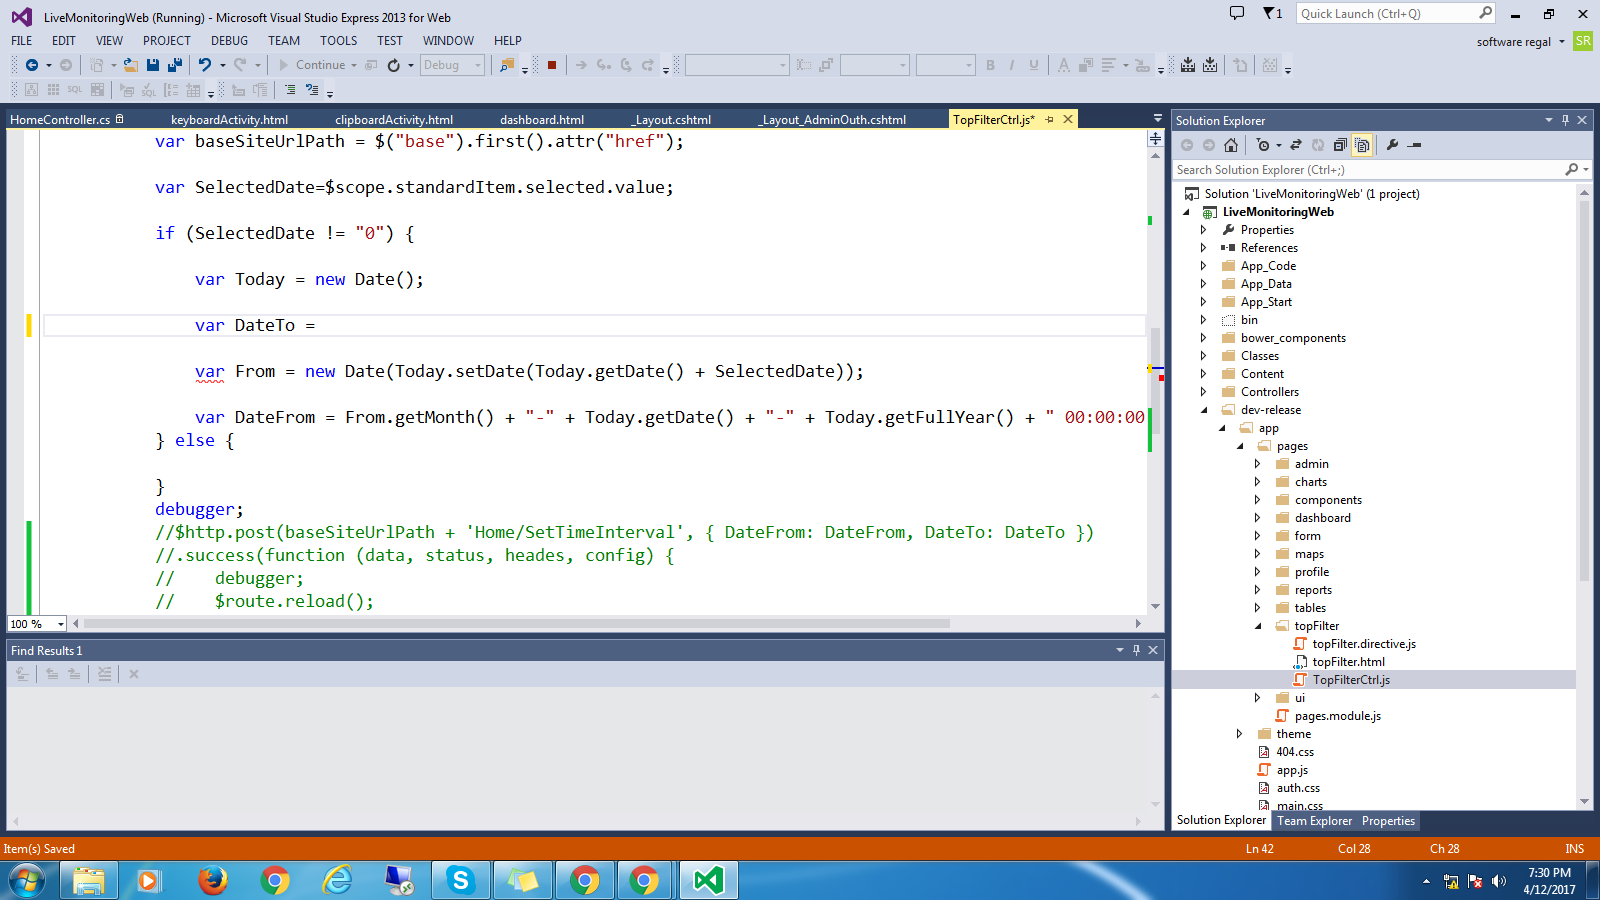 LiveMonitoringWeb (Running) - Microsoft Visual Studio Express 2013 for Web
1
Quick Launch (Ctrl+Q)
FILE EDIT VIEW PROJECT DEBUG TEAM TOOLS TEST WINDOW HELP
software regal
SR
Continue
Debug
B I U A
SQL
HomeController.cs keyboardActivity.html clipboardActivity.html dashboard.html _Layout.cshtml _Layout_AdminOuth.cshtml TopFilterCtrl.js*
var baseSiteUrlPath = $("base").first().attr("href");
var SelectedDate=$scope.standardItem.selected.value;
if (SelectedDate != "0") {
var Today = new Date();
var DateTo =
var From = new Date(Today.setDate(Today.getDate() + SelectedDate));
var DateFrom = From.getMonth() + "-" + Today.getDate() + "-" + Today.getFullYear() + " 00:00:00
} else {
}
debugger;
//$http.post(baseSiteUrlPath + 'Home/SetTimeInterval', { DateFrom: DateFrom, DateTo: DateTo })
//.success(function (data, status, heades, config) {
//    debugger;
//    $route.reload();
100 %
Find Results 1
Solution Explorer
Search Solution Explorer (Ctrl+;)
Solution 'LiveMonitoringWeb' (1 project)
LiveMonitoringWeb
Properties
References
App_Code
App_Data
App_Start
bin
bower_components
Classes
Content
Controllers
dev-release
app
pages
admin
charts
components
dashboard
form
maps
profile
reports
tables
topFilter
topFilter.directive.js
topFilter.html
TopFilterCtrl.js
ui
pages.module.js
theme
404.css
app.js
auth.css
main.css
Solution Explorer Team Explorer Properties
Item(s) Saved
Ln 42 Col 28 Ch 28 INS
7:30 PM
4/12/2017